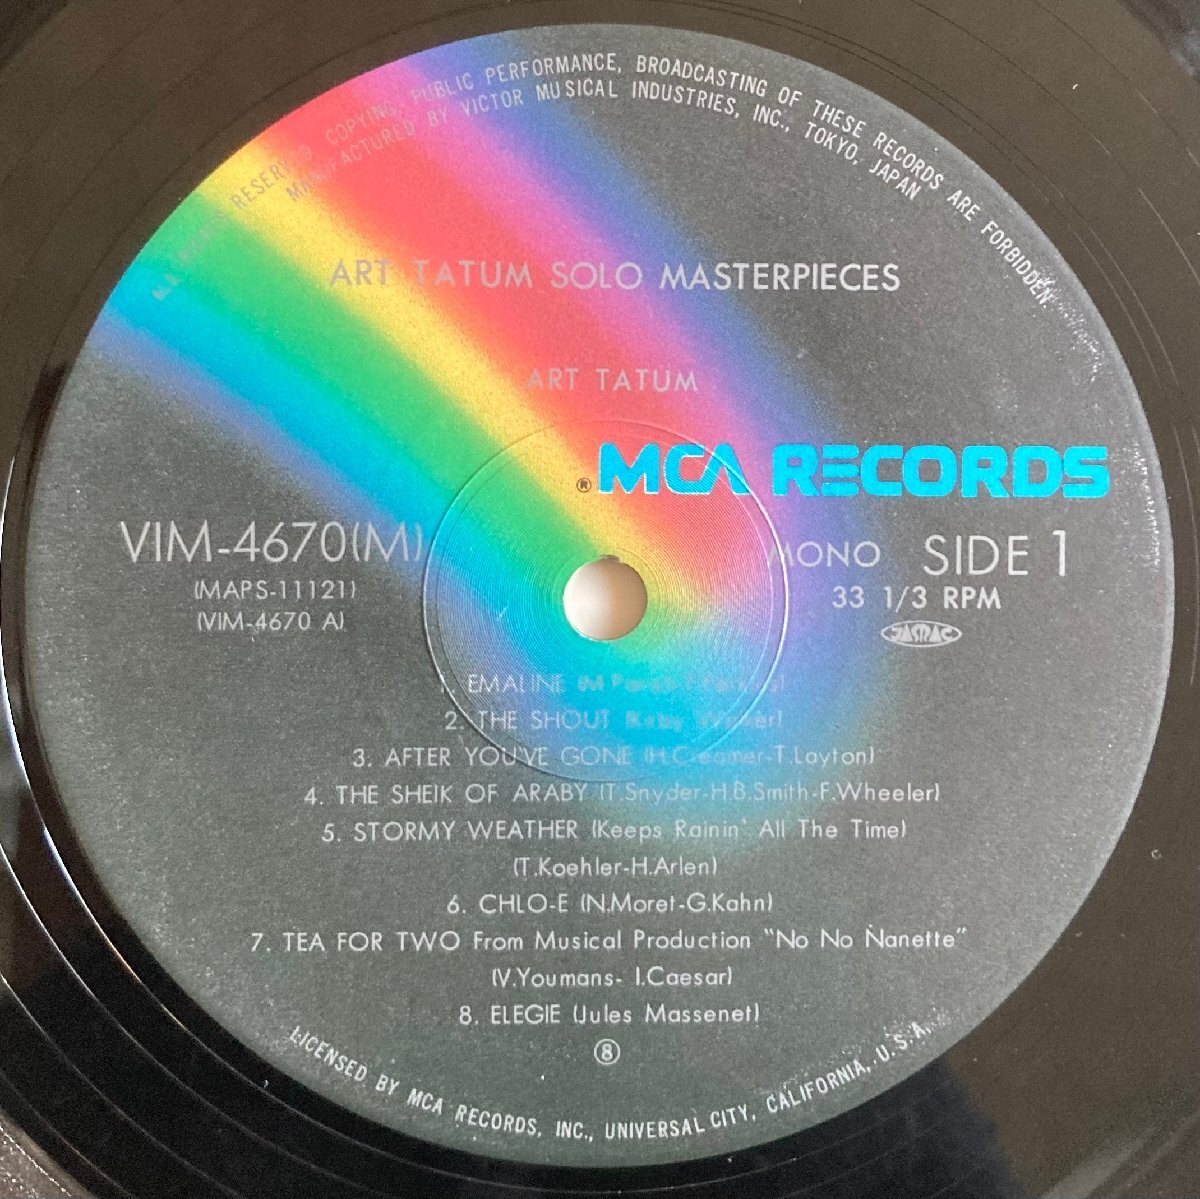 ALL RIGHTS RESERVED COPYING, PUBLIC PERFORMANCE, BROADCASTING OF THESE RECORDS ARE FORBIDDEN.
MANUFACTURED BY VICTOR MUSICAL INDUSTRIES, INC., TOKYO, JAPAN
ART TATUM SOLO MASTERPIECES
ART TATUM
® MCA RECORDS
VIM-4670(M)
MONO SIDE 1
(MAPS-11121)
33 1/3 RPM
(VIM-4670 A)
JASRAC
1. EMALINE (M
2. THE SHOUT
3. AFTER YOU'VE GONE (H.Creamer-T.Layton)
4. THE SHEIK OF ARABY (T.Snyder-H.B.Smith-F.Wheeler)
5. STORMY WEATHER (Keeps Rainin' All The Time)
(T.Koehler-H.Arlen)
6. CHLO-E (N.Moret-G.Kahn)
7. TEA FOR TWO From Musical Production "No No Nanette"
(V.Youmans- I.Caesar)
8. ELEGIE (Jules Massenet)
⑧
LICENSED BY MCA RECORDS, INC., UNIVERSAL CITY, CALIFORNIA, U.S.A.